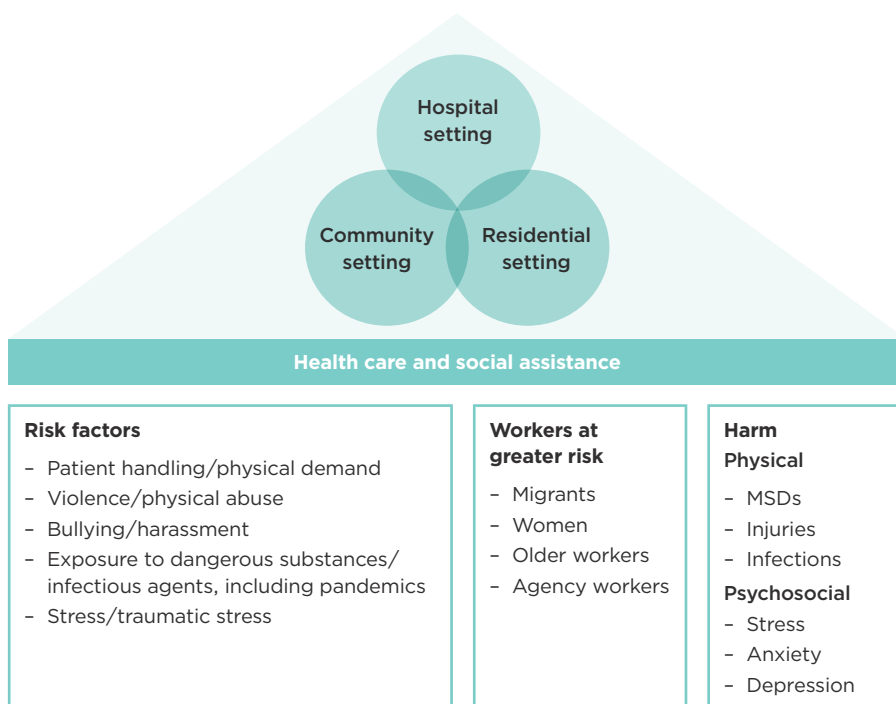 Hospital
setting
Community
setting
Residential
setting
Health care and social assistance
Risk factors
– Patient handling/physical demand
– Violence/physical abuse
– Bullying/harassment
– Exposure to dangerous substances/
infectious agents, including pandemics
– Stress/traumatic stress
Workers at
greater risk
– Migrants
– Women
– Older workers
– Agency workers
Harm
Physical
– MSDs
– Injuries
– Infections
Psychosocial
– Stress
– Anxiety
– Depression